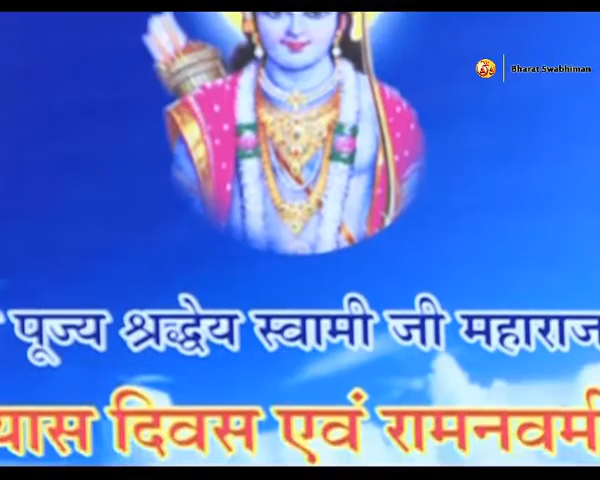 Bharat Swabhiman
पूज्य श्रद्धेय स्वामी जी महाराज
यास दिवस एवं रामनवमी